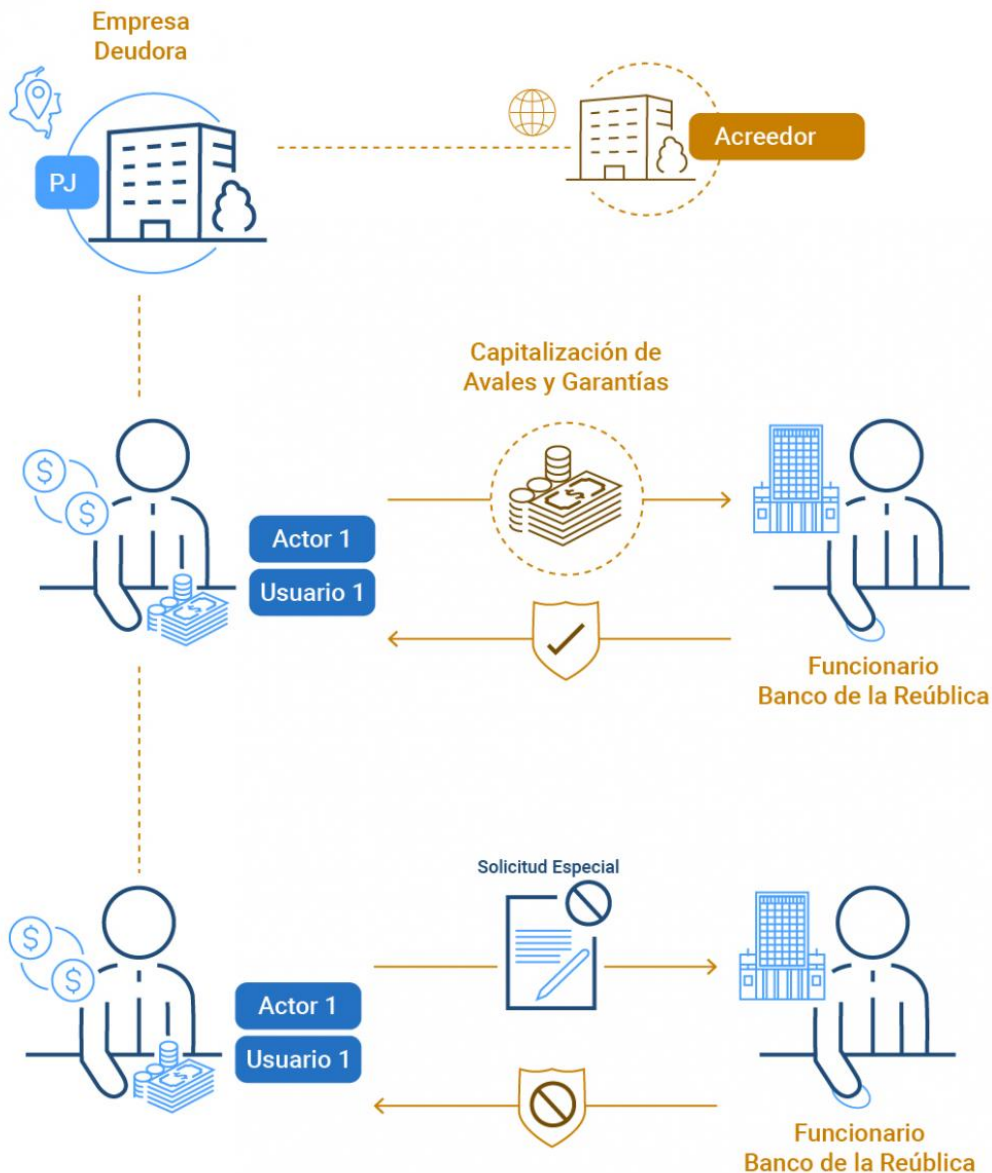 Empresa
Deudora
PJ
Acreedor
Capitalización de
Avales y Garantías
$
$
Actor 1
Usuario 1
Funcionario
Banco de la Reública
Solicitud Especial
$
$
Actor 1
Usuario 1
Funcionario
Banco de la Reública